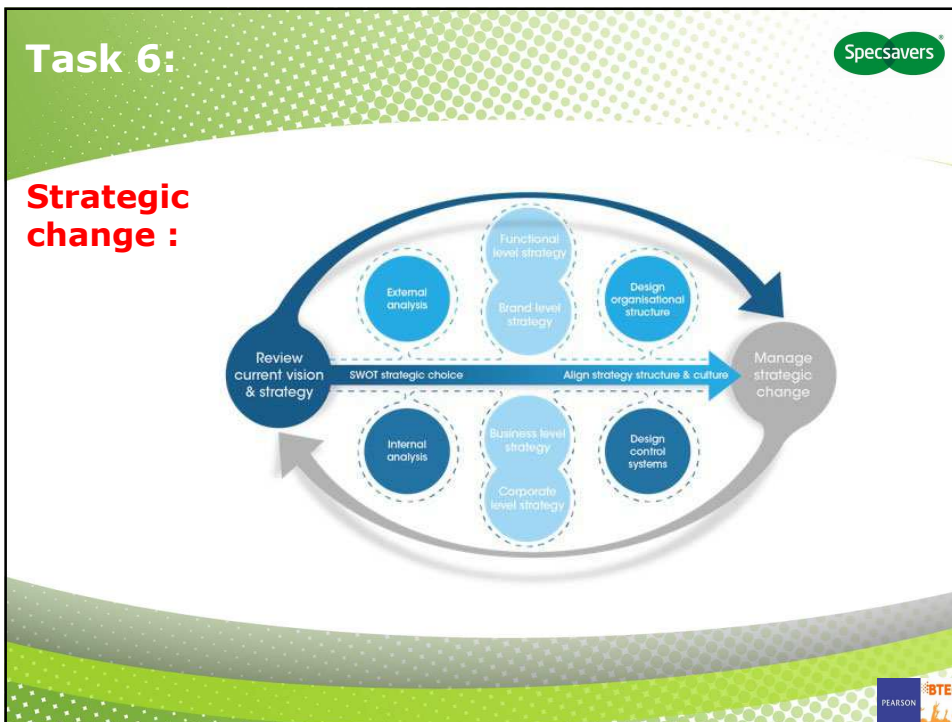 Task 6:
Specsavers
Strategic
change :
Functional
level strategy
External
analysis
Brand level
strategy
Design
organisational
structure
Review
current vision
& strategy
SWOT strategic choice
Align strategy structure & culture
Manage
strategic
change
Internal
analysis
Business level
strategy
Corporate
level strategy
Design
control
systems
PEARSON
BTE